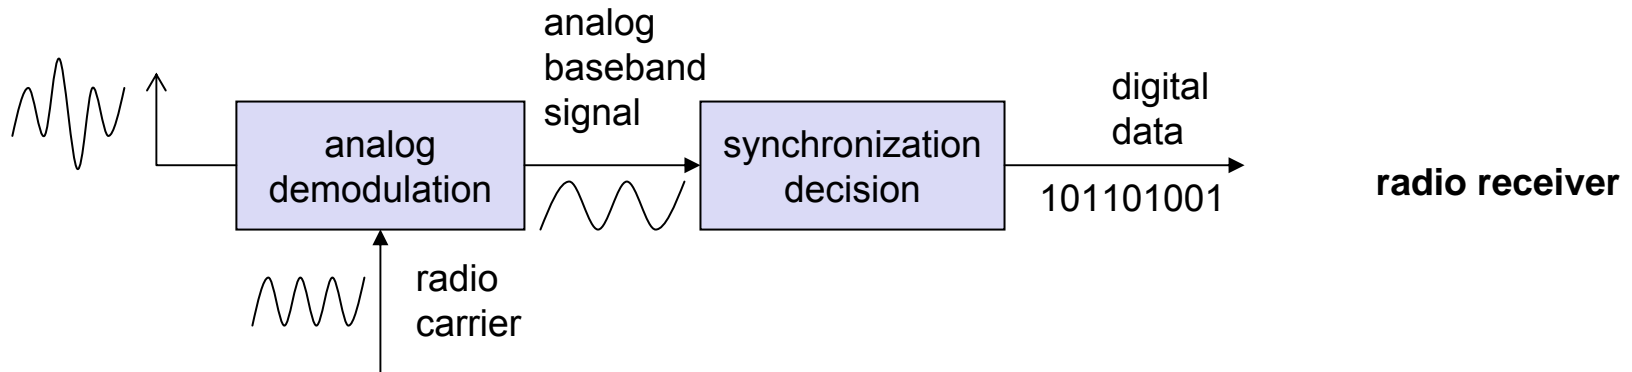 analog
baseband
signal
digital
data
analog
demodulation
synchronization
decision
101101001
radio receiver
radio
carrier